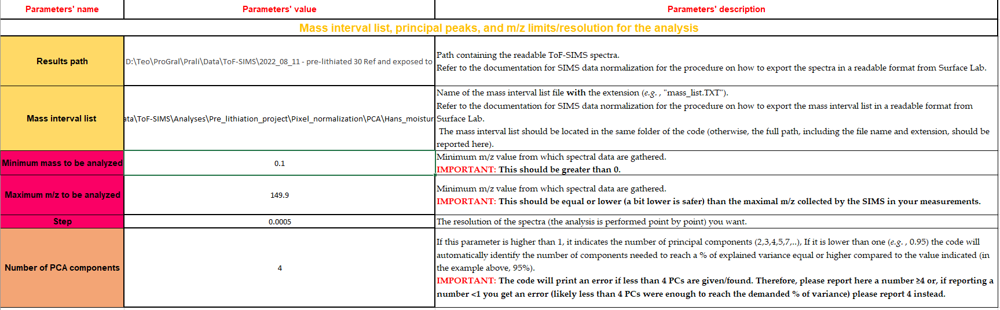 Parameters' name
Parameters' value
Parameters' description
Mass interval list, principal peaks, and m/z limits/resolution for the analysis
Results path
D:\Teo\ProGral\Prali\Data\ToF-SIMS\2022_08_11 - pre-lithiated 30 Ref and exposed to
Path containing the readable ToF-SIMS spectra.
Refer to the documentation for SIMS data normalization for the procedure on how to export the spectra in a readable format from Surface Lab.
Mass interval list
ata\ToF-SIMS\Analyses\Pre_lithiation_project\Pixel_normalization\PCA\Hans_moistur
Name of the mass interval list file with the extension (e.g. , "mass_list.TXT").
Refer to the documentation for SIMS data normalization for the procedure on how to export the mass interval list in a readable format from
Surface Lab.
The mass interval list should be located in the same folder of the code (otherwise, the full path, including the file name and extension, should be
reported here).
Minimum mass to be analyzed
0.1
Minimum m/z value from which spectral data are gathered.
IMPORTANT: This should be greater than 0.
Maximum m/z to be analyzed
149.9
Minimum m/z value from which spectral data are gathered.
IMPORTANT: This should be equal or lower (a bit lower is safer) than the maximal m/z collected by the SIMS in your measurements.
Step
0.0005
The resolution of the spectra (the analysis is performed point by point) you want.
Number of PCA components
4
If this parameter is higher than 1, it indicates the number of principal components (2,3,4,5,7,..), If it is lower than one (e.g. , 0.95) the code will
automatically identify the number of components needed to reach a % of explained variance equal or higher compared to the value indicated (in
the example above, 95%).
IMPORTANT: The code will print an error if less than 4 PCs are given/found. Therefore, please report here a number ≥4 or, if reporting a
number <1 you get an error (likely less than 4 PCs were enough to reach the demanded % of variance) please report 4 instead.